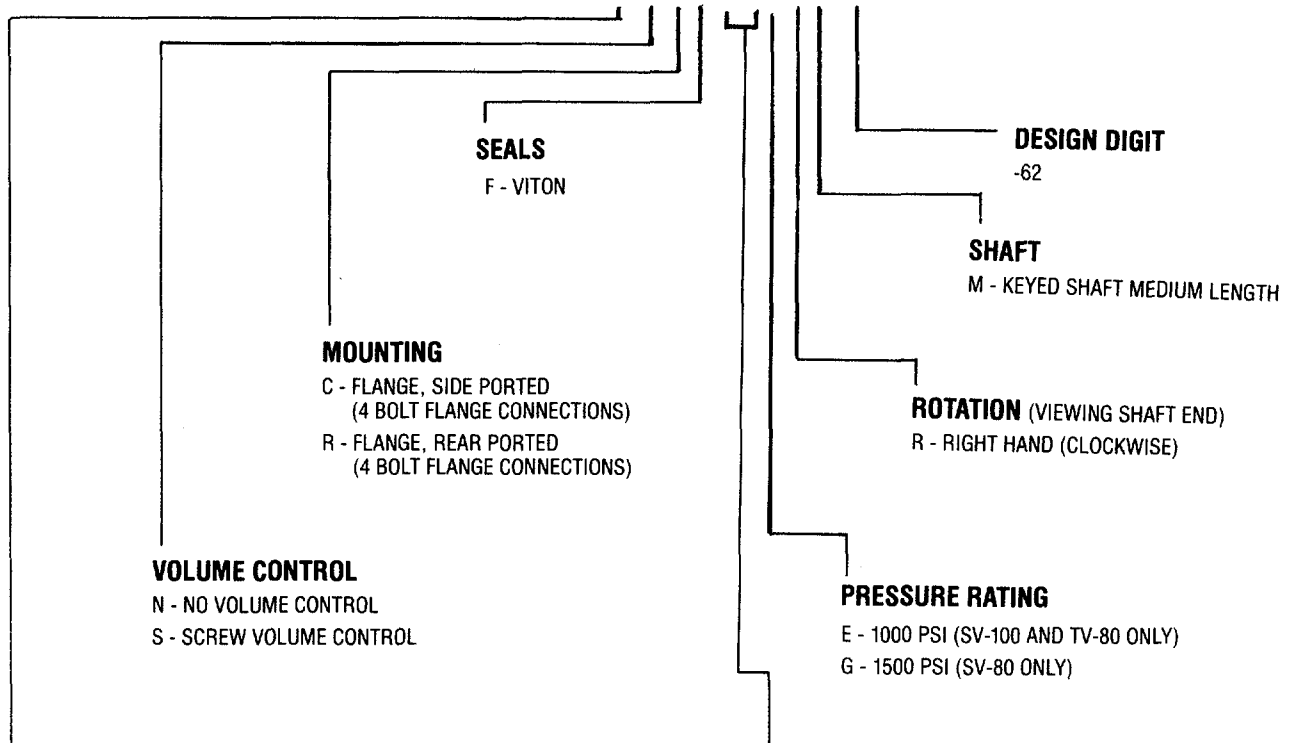 SEALS
F - VITON
DESIGN DIGIT
-62
SHAFT
M - KEYED SHAFT MEDIUM LENGTH
MOUNTING
C - FLANGE, SIDE PORTED
(4 BOLT FLANGE CONNECTIONS)
R - FLANGE, REAR PORTED
(4 BOLT FLANGE CONNECTIONS)
ROTATION (VIEWING SHAFT END)
R - RIGHT HAND (CLOCKWISE)
VOLUME CONTROL
N - NO VOLUME CONTROL
S - SCREW VOLUME CONTROL
PRESSURE RATING
E - 1000 PSI (SV-100 AND TV-80 ONLY)
G - 1500 PSI (SV-80 ONLY)